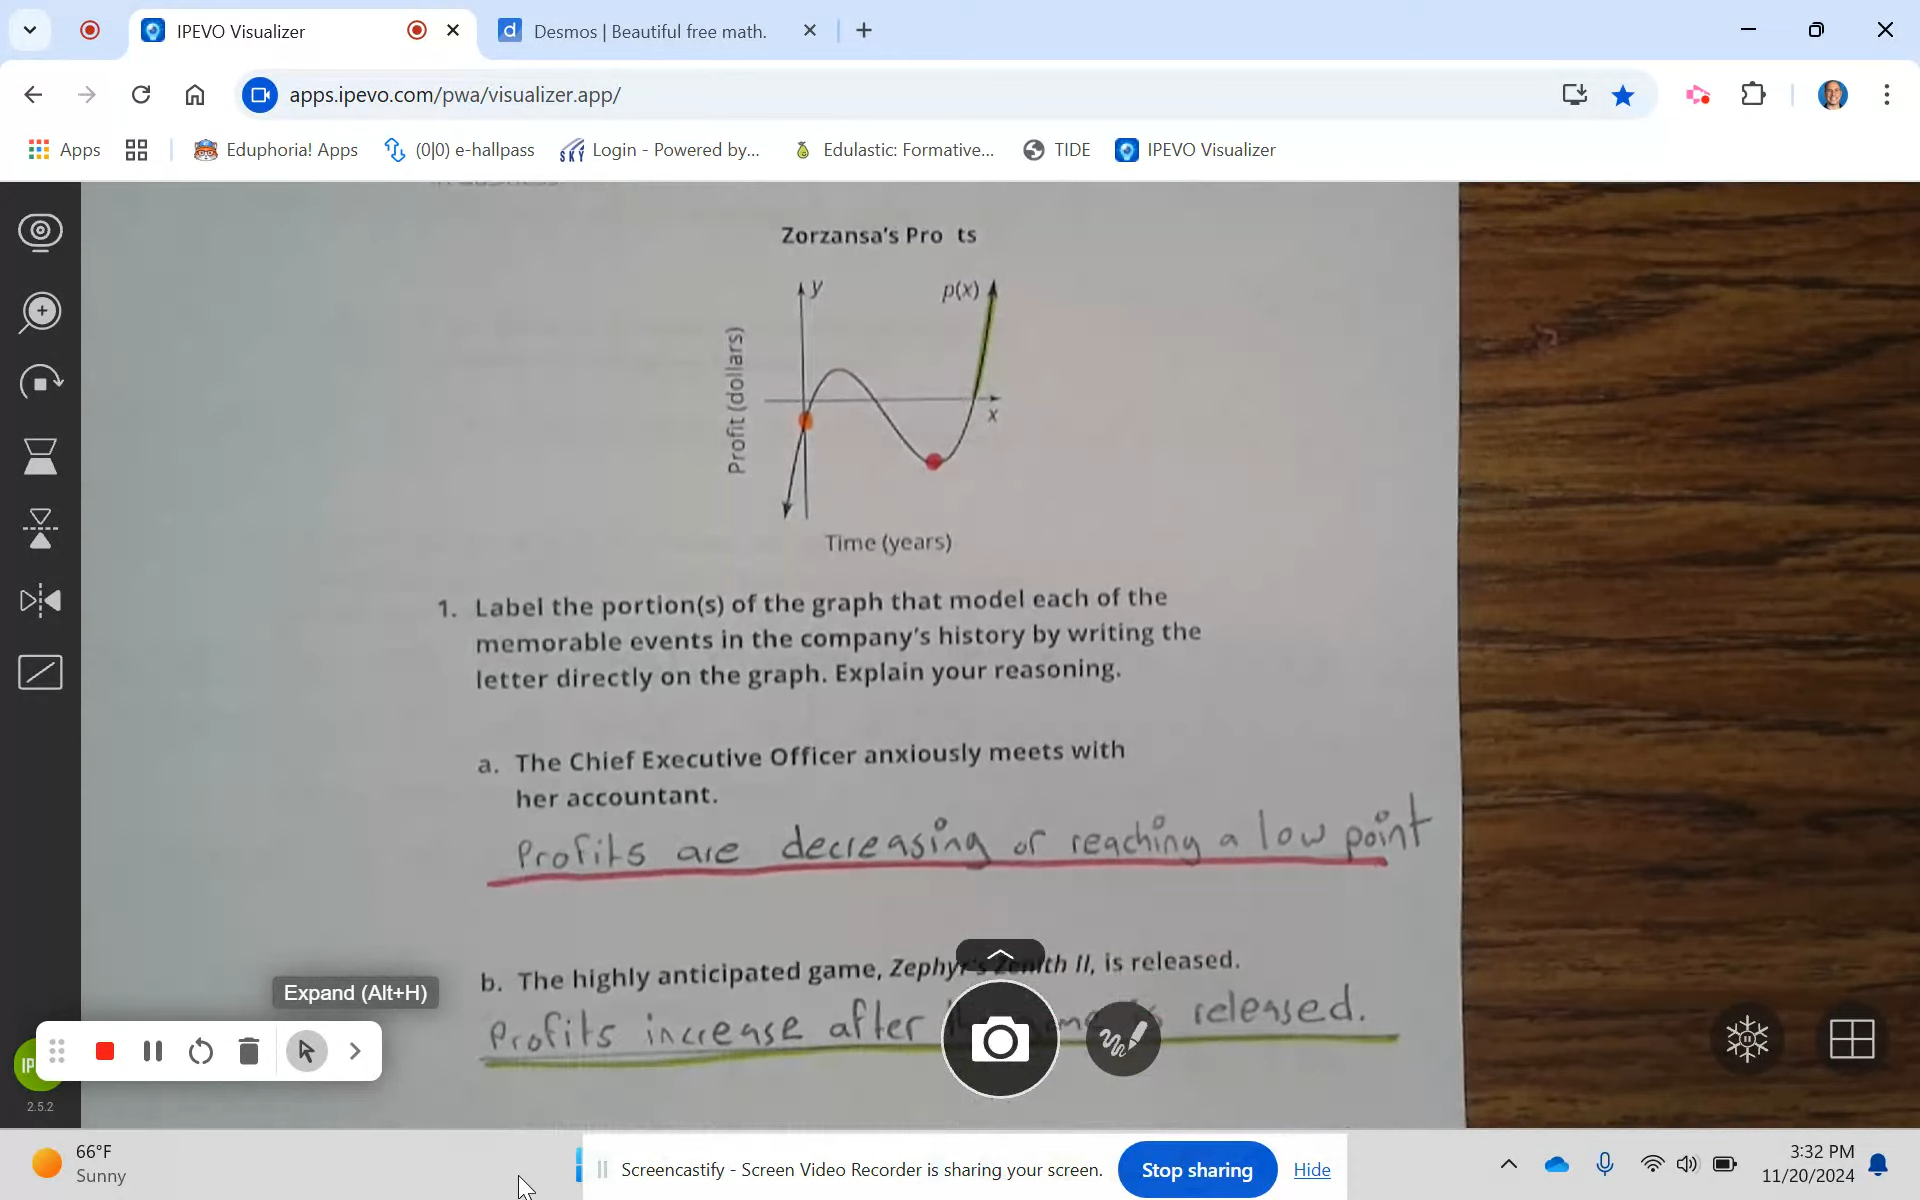 IPEVO Visualizer
Desmos | Beautiful free math.
apps.ipevo.com/pwa/visualizer.app/
Apps
Eduphoria! Apps
(0|0) e-hallpass
Login - Powered by...
Edulastic: Formative...
TIDE
IPEVO Visualizer
Zorzansa's Pro ts
y
p(x)
Profit (dollars)
x
Time (years)
1. Label the portion(s) of the graph that model each of the
memorable events in the company's history by writing the
letter directly on the graph. Explain your reasoning.
a. The Chief Executive Officer anxiously meets with
her accountant.
Profits are decreasing or reaching a low point
b. The highly anticipated game, Zephyr's Zenith II, is released.
Profits increase after released.
Expand (Alt+H)
2.5.2
66°F
Sunny
Screencastify - Screen Video Recorder is sharing your screen.
Stop sharing
Hide
3:32 PM
11/20/2024